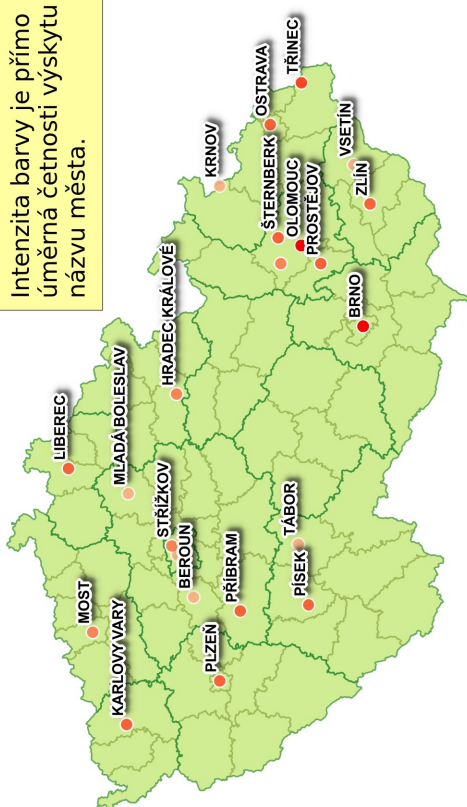 Intenzita barvy je přímo
úměrná četnosti výskytu
názvu města.
TŘINEC
OSTRAVA
KRNOV
VSETÍN
ZLÍN
ŠTERNBERK
OLOMOUC
PROSTĚJOV
BRNO
HRADEC KRÁLOVÉ
LIBEREC
MLADÁ BOLESLAV
STŘÍŽKOV
BEROUN
PŘÍBRAM
TÁBOR
PÍSEK
MOST
KARLOVY VARY
PLZEŇ